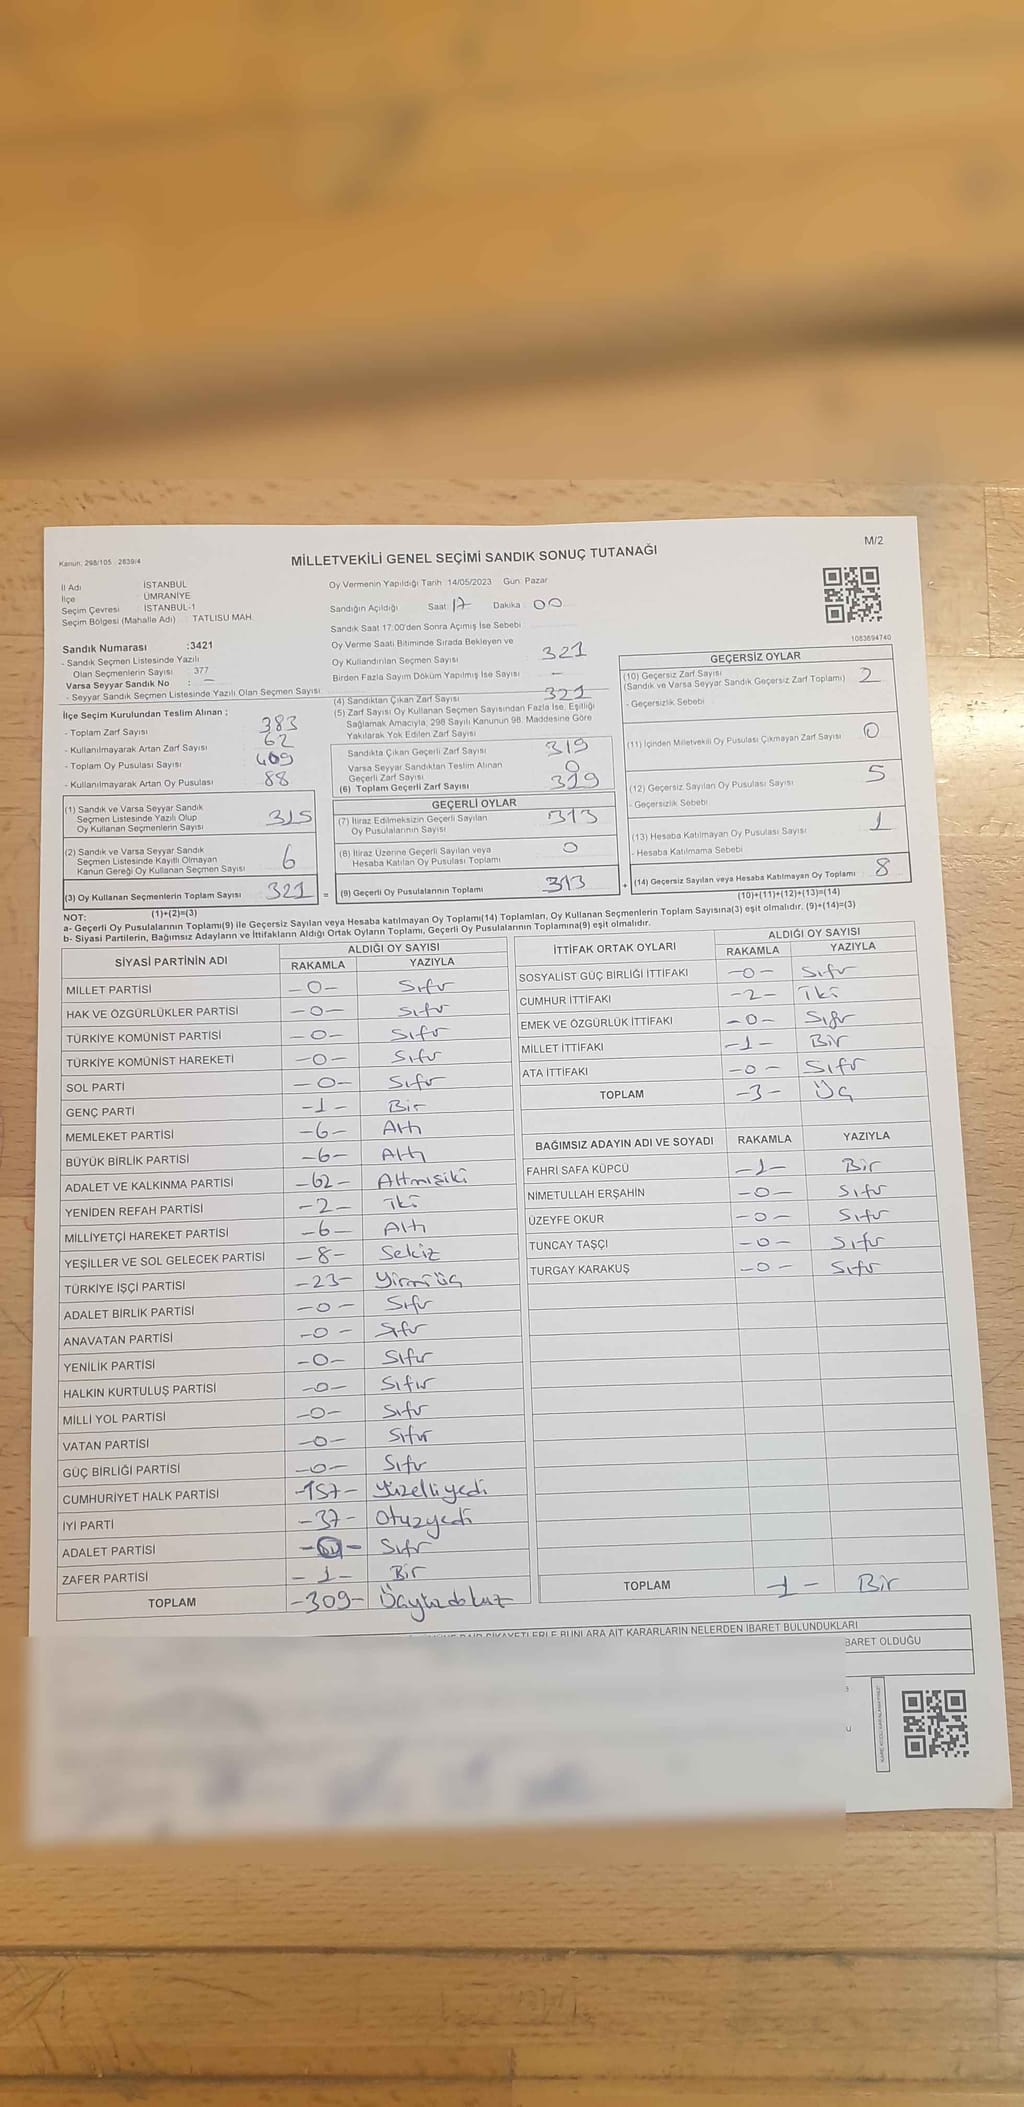 M/2
Kanun, 298/105 2839/4
MİLLETVEKİLİ GENEL SEÇİMİ SANDIK SONUÇ TUTANAĞI
İl Adı İSTANBUL
İlçe ÜMRANİYE
Seçim Çevresi İSTANBUL-1
Seçim Bölgesi (Mahalle Adı) TATLISU MAH.
Oy Vermenin Yapıldığı Tarih 14/05/2023 Gün: Pazar
Sandığın Açıldığı Saat 17 Dakika 00
Sandık Saat 17:00'den Sonra Açımış İse Sebebi
1083694740
Sandık Numarası :3421
- Sandık Seçmen Listesinde Yazılı
Olan Seçmenlerin Sayısı 377
Varsa Seyyar Sandık No : —
- Seyyar Sandık Seçmen Listesinde Yazılı Olan Seçmen Sayısı
Oy Verme Saati Bitiminde Sırada Bekleyen ve
Oy Kullandırılan Seçmen Sayısı 321
Birden Fazla Sayım Döküm Yapılmış İse Sayısı —
İlçe Seçim Kurulundan Teslim Alınan ;
- Toplam Zarf Sayısı 383
- Kullanılmayarak Artan Zarf Sayısı 62
- Toplam Oy Pusulası Sayısı 409
- Kullanılmayarak Artan Oy Pusulası 88
(1) Sandık ve Varsa Seyyar Sandık
Seçmen Listesinde Yazılı Olup
Oy Kullanan Seçmenlerin Sayısı 315
(2) Sandık ve Varsa Seyyar Sandık
Seçmen Listesinde Kayıtlı Olmayan
Kanun Gereği Oy Kullanan Seçmen Sayısı 6
(3) Oy Kullanan Seçmenlerin Toplam Sayısı 321 =
(1)+(2)=(3)
(4) Sandıktan Çıkan Zarf Sayısı 321
(5) Zarf Sayısı Oy Kullanan Seçmen Sayısından Fazla İse, Eşitliği
Sağlamak Amacıyla, 298 Sayılı Kanunun 98. Maddesine Göre
Yakılarak Yok Edilen Zarf Sayısı
Sandıkta Çıkan Geçerli Zarf Sayısı 319
Varsa Seyyar Sandıktan Teslim Alınan
Geçerli Zarf Sayısı 0
(6) Toplam Geçerli Zarf Sayısı 319
GEÇERLİ OYLAR
(7) İtiraz Edilmeksizin Geçerli Sayılan
Oy Pusulalarının Sayısı 313
(8) İtiraz Üzerine Geçerli Sayılan veya
Hesaba Katılan Oy Pusulası Toplamı 0
(9) Geçerli Oy Pusulalarının Toplamı 313 +
GEÇERSİZ OYLAR
(10) Geçersiz Zarf Sayısı
(Sandık ve Varsa Seyyar Sandık Geçersiz Zarf Toplamı) 2
- Geçersizlik Sebebi
(11) İçinden Milletvekili Oy Pusulası Çıkmayan Zarf Sayısı 0
(12) Geçersiz Sayılan Oy Pusulası Sayısı 5
- Geçersizlik Sebebi
(13) Hesaba Katılmayan Oy Pusulası Sayısı 1
- Hesaba Katılmama Sebebi
(14) Geçersiz Sayılan veya Hesaba Katılmayan Oy Toplamı 8
(10)+(11)+(12)+(13)=(14)
NOT:
a- Geçerli Oy Pusulalarının Toplamı(9) ile Geçersiz Sayılan veya Hesaba katılmayan Oy Toplamı(14) Toplamları, Oy Kullanan Seçmenlerin Toplam Sayısına(3) eşit olmalıdır. (9)+(14)=(3)
b- Siyasi Partilerin, Bağımsız Adayların ve İttifakların Aldığı Ortak Oyların Toplamı, Geçerli Oy Pusulalarının Toplamına(9) eşit olmalıdır.
SİYASİ PARTİNİN ADI ALDIĞI OY SAYISI
RAKAMLA YAZIYLA
MİLLET PARTİSİ -0- Sıfır
HAK VE ÖZGÜRLÜKLER PARTİSİ -0- Sıfır
TÜRKİYE KOMÜNİST PARTİSİ -0- Sıfır
TÜRKİYE KOMÜNİST HAREKETİ -0- Sıfır
SOL PARTİ -0- Sıfır
GENÇ PARTİ -1- Bir
MEMLEKET PARTİSİ -6- Altı
BÜYÜK BİRLİK PARTİSİ -6- Altı
ADALET VE KALKINMA PARTİSİ -62- Altmışiki
YENİDEN REFAH PARTİSİ -2- İki
MİLLİYETÇİ HAREKET PARTİSİ -6- Altı
YEŞİLLER VE SOL GELECEK PARTİSİ -8- Sekiz
TÜRKİYE İŞÇİ PARTİSİ -23- Yirmiüç
ADALET BİRLİK PARTİSİ -0- Sıfır
ANAVATAN PARTİSİ -0- Sıfır
YENİLİK PARTİSİ -0- Sıfır
HALKIN KURTULUŞ PARTİSİ -0- Sıfır
MİLLİ YOL PARTİSİ -0- Sıfır
VATAN PARTİSİ -0- Sıfır
GÜÇ BİRLİĞİ PARTİSİ -0- Sıfır
CUMHURİYET HALK PARTİSİ -157- Yüzelliyedi
İYİ PARTİ -37- Otuzyedi
ADALET PARTİSİ Sıfır
ZAFER PARTİSİ -1- Bir
TOPLAM -309- Üçyüzdokuz
İTTİFAK ORTAK OYLARI ALDIĞI OY SAYISI
RAKAMLA YAZIYLA
SOSYALİST GÜÇ BİRLİĞİ İTTİFAKI -0- Sıfır
CUMHUR İTTİFAKI -2- İki
EMEK VE ÖZGÜRLÜK İTTİFAKI -0- Sıfır
MİLLET İTTİFAKI -1- Bir
ATA İTTİFAKI -0- Sıfır
TOPLAM -3- Üç
BAĞIMSIZ ADAYIN ADI VE SOYADI RAKAMLA YAZIYLA
FAHRİ SAFA KÜPCÜ -1- Bir
NİMETULLAH ERŞAHİN -0- Sıfır
ÜZEYFE OKUR -0- Sıfır
TUNCAY TAŞÇI -0- Sıfır
TURGAY KARAKUŞ -0- Sıfır
TOPLAM -1- Bir
ŞİKAYETLERLE BUNLARA AİT KARARLARIN NELERDEN İBARET BULUNDUKLARI
BARET OLDUĞU